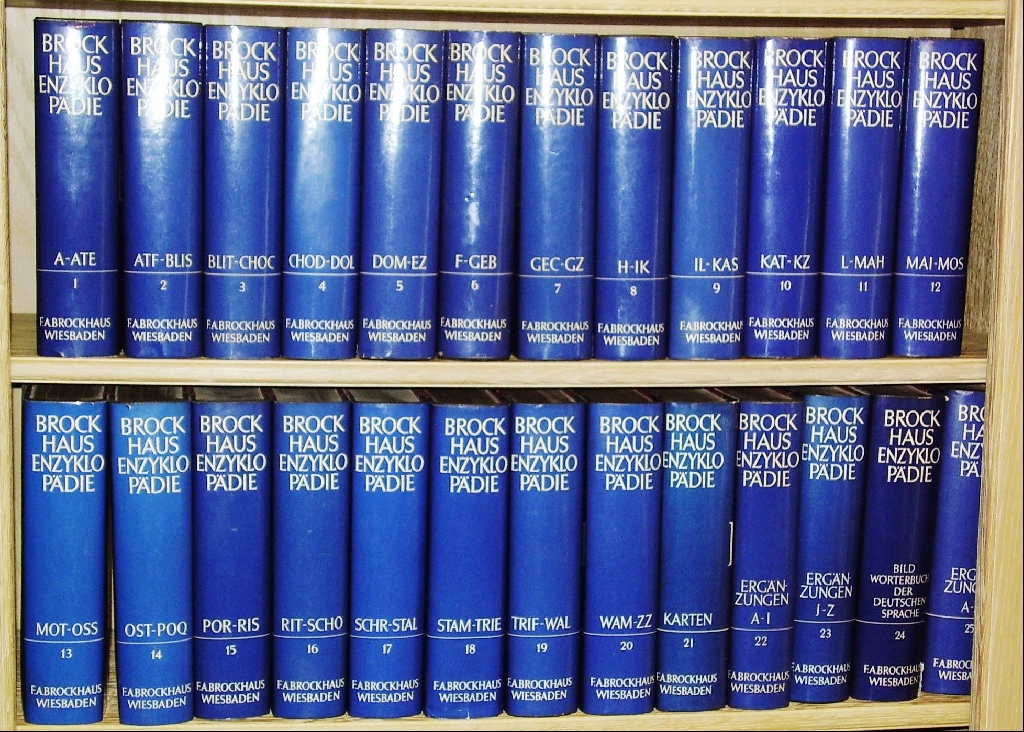 BROCK
HAUS
ENZYKLO
PÄDIE
A-ATE
1
F.A.BROCKHAUS
WIESBADEN
BROCK
HAUS
ENZYKLO
PÄDIE
ATF-BLIS
2
F.A.BROCKHAUS
WIESBADEN
BROCK
HAUS
ENZYKLO
PÄDIE
BLIT-CHOC
3
F.A.BROCKHAUS
WIESBADEN
BROCK
HAUS
ENZYKLO
PÄDIE
CHOD-DOL
4
F.A.BROCKHAUS
WIESBADEN
BROCK
HAUS
ENZYKLO
PÄDIE
DOM-EZ
5
F.A.BROCKHAUS
WIESBADEN
BROCK
HAUS
ENZYKLO
PÄDIE
F-GEB
6
F.A.BROCKHAUS
WIESBADEN
BROCK
HAUS
ENZYKLO
PÄDIE
GEC-GZ
7
F.A.BROCKHAUS
WIESBADEN
BROCK
HAUS
ENZYKLO
PÄDIE
H-IK
8
F.A.BROCKHAUS
WIESBADEN
BROCK
HAUS
ENZYKLO
PÄDIE
IL-KAS
9
F.A.BROCKHAUS
WIESBADEN
BROCK
HAUS
ENZYKLO
PÄDIE
KAT-KZ
10
F.A.BROCKHAUS
WIESBADEN
BROCK
HAUS
ENZYKLO
PÄDIE
L-MAH
11
F.A.BROCKHAUS
WIESBADEN
BROCK
HAUS
ENZYKLO
PÄDIE
MAI-MOS
12
F.A.BROCKHAUS
WIESBADEN
BROCK
HAUS
ENZYKLO
PÄDIE
MOT-OSS
13
F.A.BROCKHAUS
WIESBADEN
BROCK
HAUS
ENZYKLO
PÄDIE
OST-POQ
14
F.A.BROCKHAUS
WIESBADEN
BROCK
HAUS
ENZYKLO
PÄDIE
POR-RIS
15
F.A.BROCKHAUS
WIESBADEN
BROCK
HAUS
ENZYKLO
PÄDIE
RIT-SCHO
16
F.A.BROCKHAUS
WIESBADEN
BROCK
HAUS
ENZYKLO
PÄDIE
SCHR-STAL
17
F.A.BROCKHAUS
WIESBADEN
BROCK
HAUS
ENZYKLO
PÄDIE
STAM-TRIE
18
F.A.BROCKHAUS
WIESBADEN
BROCK
HAUS
ENZYKLO
PÄDIE
TRIF-WAL
19
F.A.BROCKHAUS
WIESBADEN
BROCK
HAUS
ENZYKLO
PÄDIE
WAM-ZZ
20
F.A.BROCKHAUS
WIESBADEN
BROCK
HAUS
ENZYKLO
PÄDIE
KARTEN
21
F.A.BROCKHAUS
WIESBADEN
BROCK
HAUS
ENZYKLO
PÄDIE
ERGÄN-
ZUNGEN
A-I
22
F.A.BROCKHAUS
WIESBADEN
BROCK
HAUS
ENZYKLO
PÄDIE
ERGÄN-
ZUNGEN
J-Z
23
F.A.BROCKHAUS
WIESBADEN
BROCK
HAUS
ENZYKLO
PÄDIE
BILD
WÖRTERBUCH
DER
DEUTSCHEN
SPRACHE
24
F.A.BROCKHAUS
WIESBADEN
25